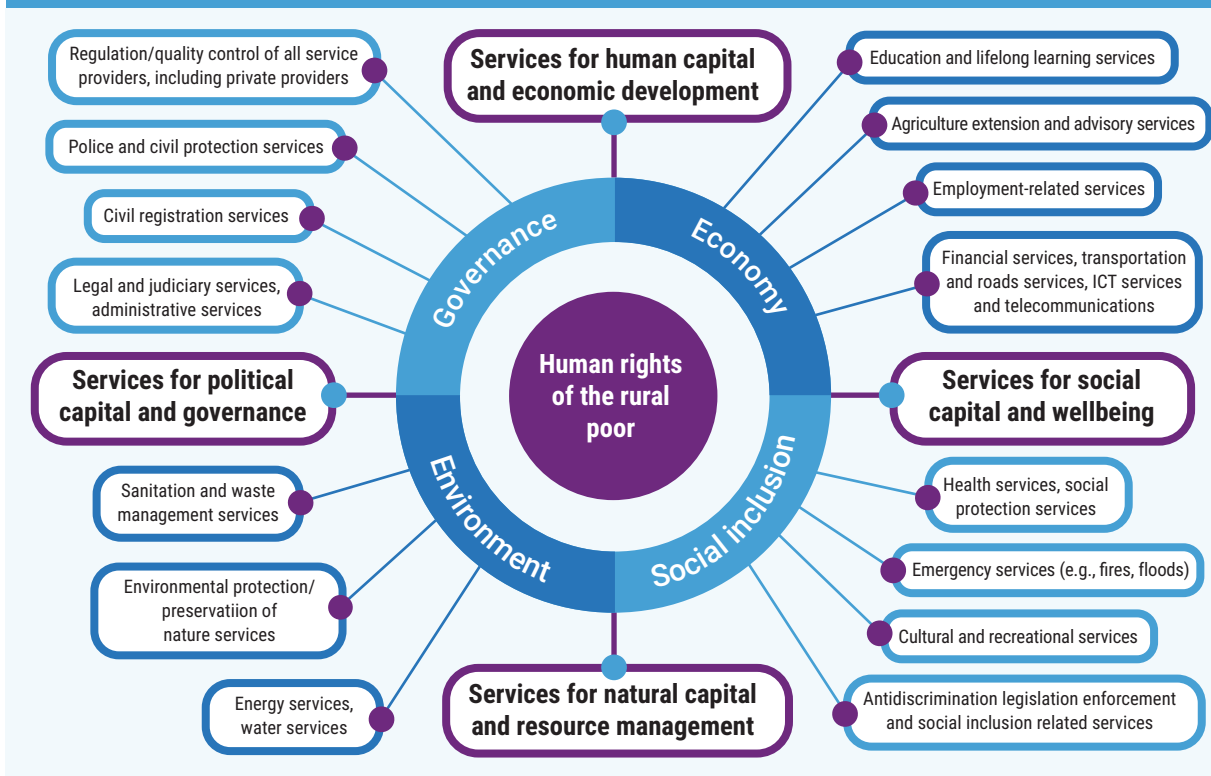 Regulation/quality control of all service
providers, including private providers
Police and civil protection services
Civil registration services
Legal and judiciary services,
administrative services
Services for human capital
and economic development
Education and lifelong learning services
Agriculture extension and advisory services
Employment-related services
Financial services, transportation
and roads services, ICT services
and telecommunications
Governance
Economy
Human rights
of the rural
poor
Services for political
capital and governance
Services for social
capital and wellbeing
Environment
Social inclusion
Sanitation and waste
management services
Environmental protection/
preservatiion of
nature services
Energy services,
water services
Services for natural capital
and resource management
Health services, social
protection services
Emergency services (e.g., fires, floods)
Cultural and recreational services
Antidiscrimination legislation enforcement
and social inclusion related services